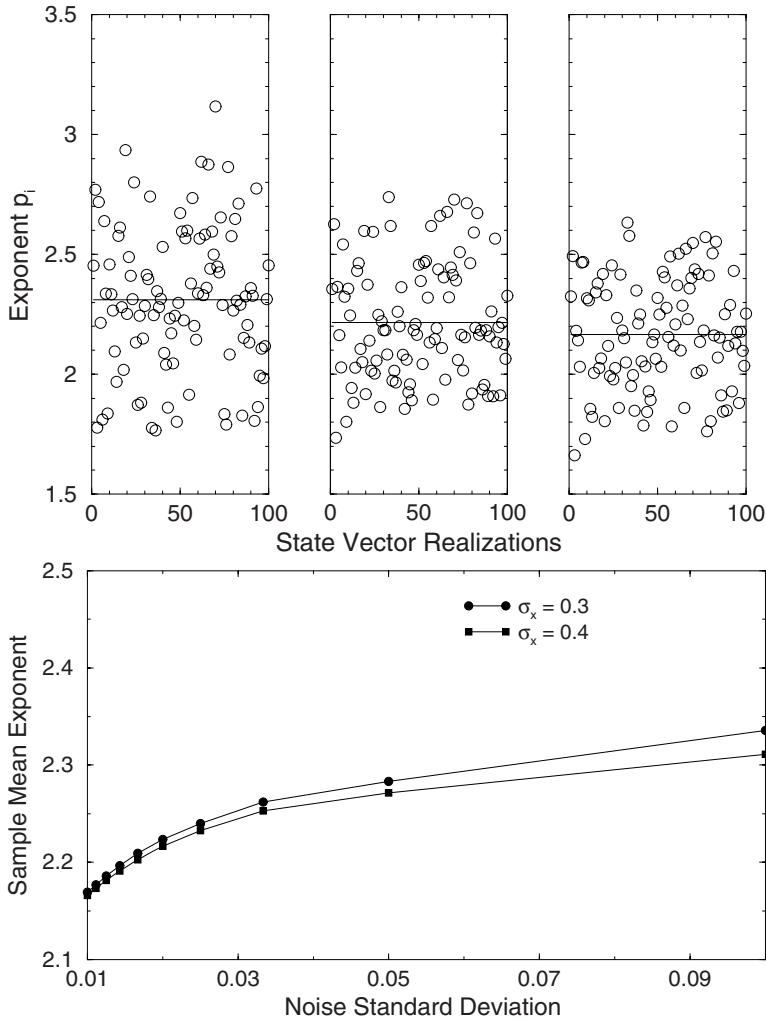 3.5
3
2.5
2
1.5
Exponent p_i
0 50 100 0 50 100 0 50 100
State Vector Realizations
2.5
2.4
2.3
2.2
2.1
Sample Mean Exponent
σ_x = 0.3
σ_x = 0.4
0.01 0.03 0.05 0.07 0.09
Noise Standard Deviation